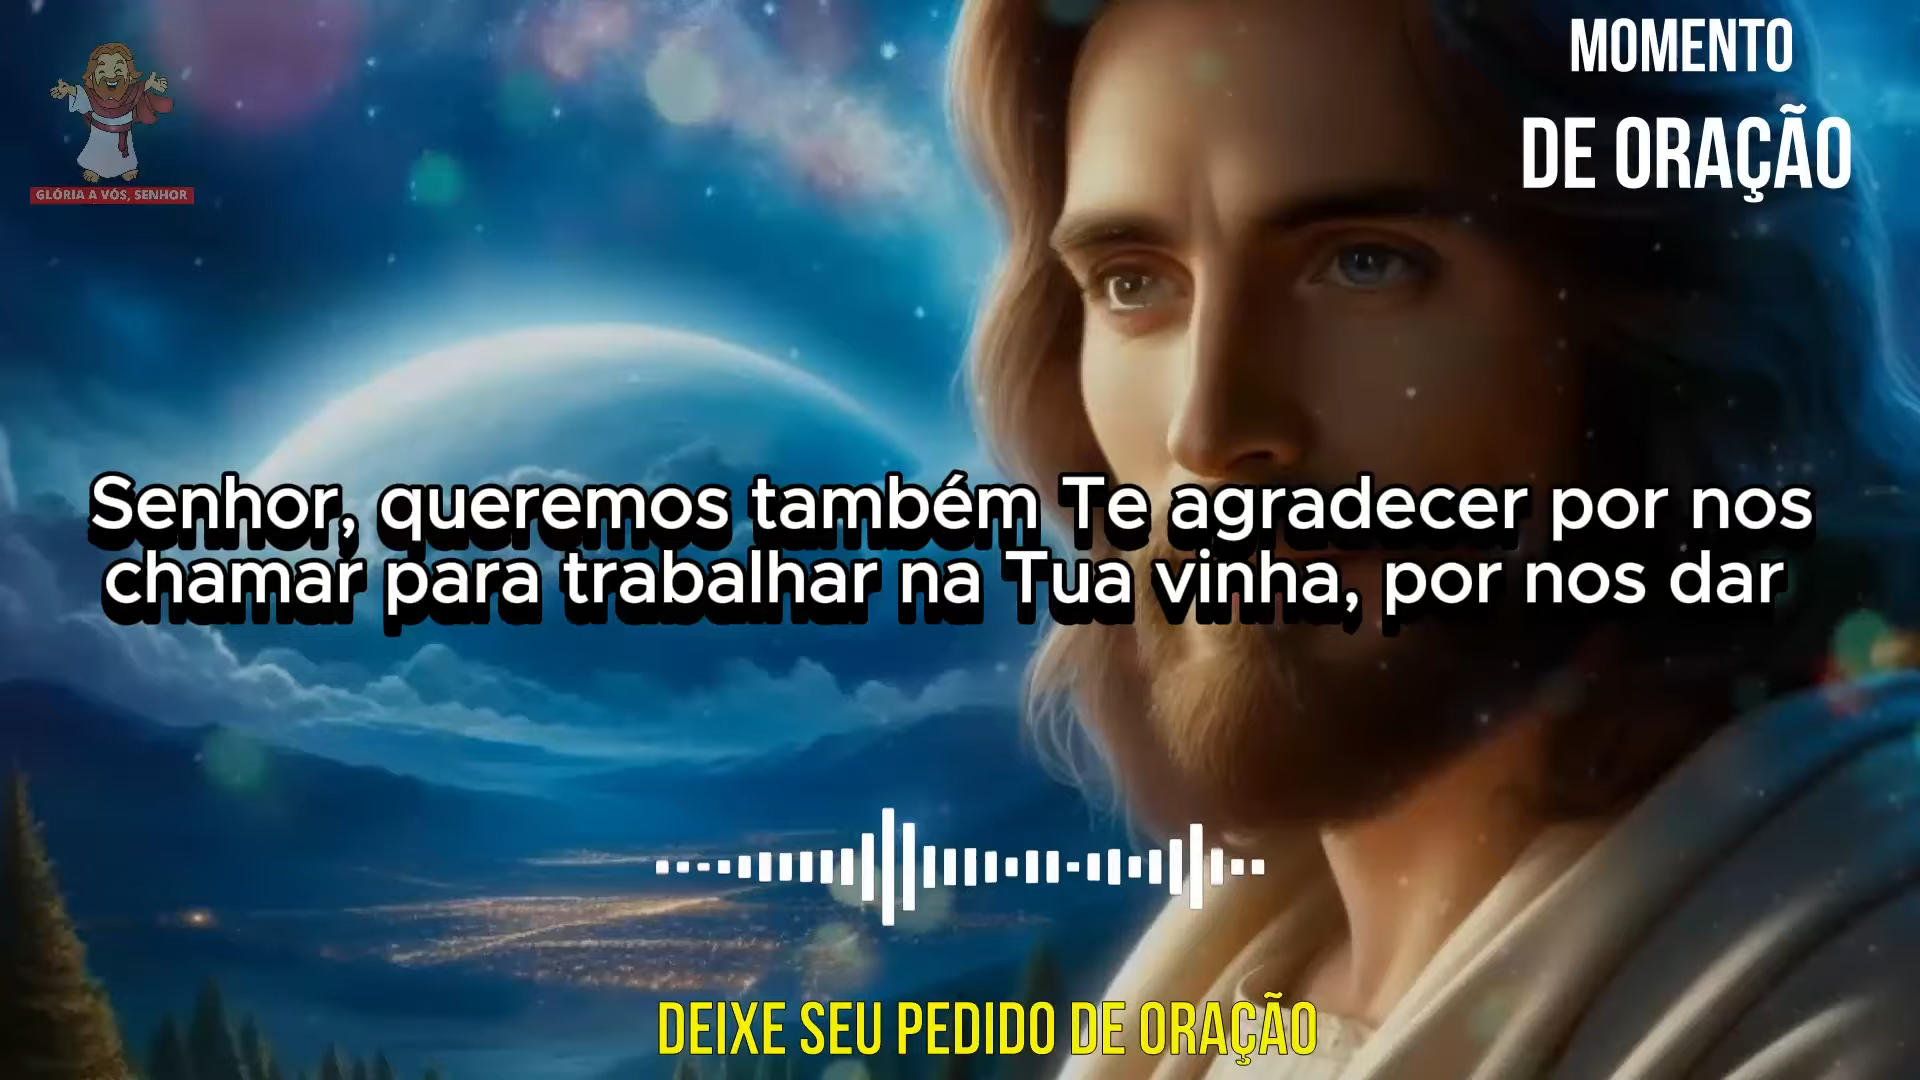 MOMENTO
DE ORAÇÃO
GLÓRIA A VÓS, SENHOR
Senhor, queremos também Te agradecer por nos
chamar para trabalhar na Tua vinha, por nos dar
DEIXE SEU PEDIDO DE ORAÇÃO